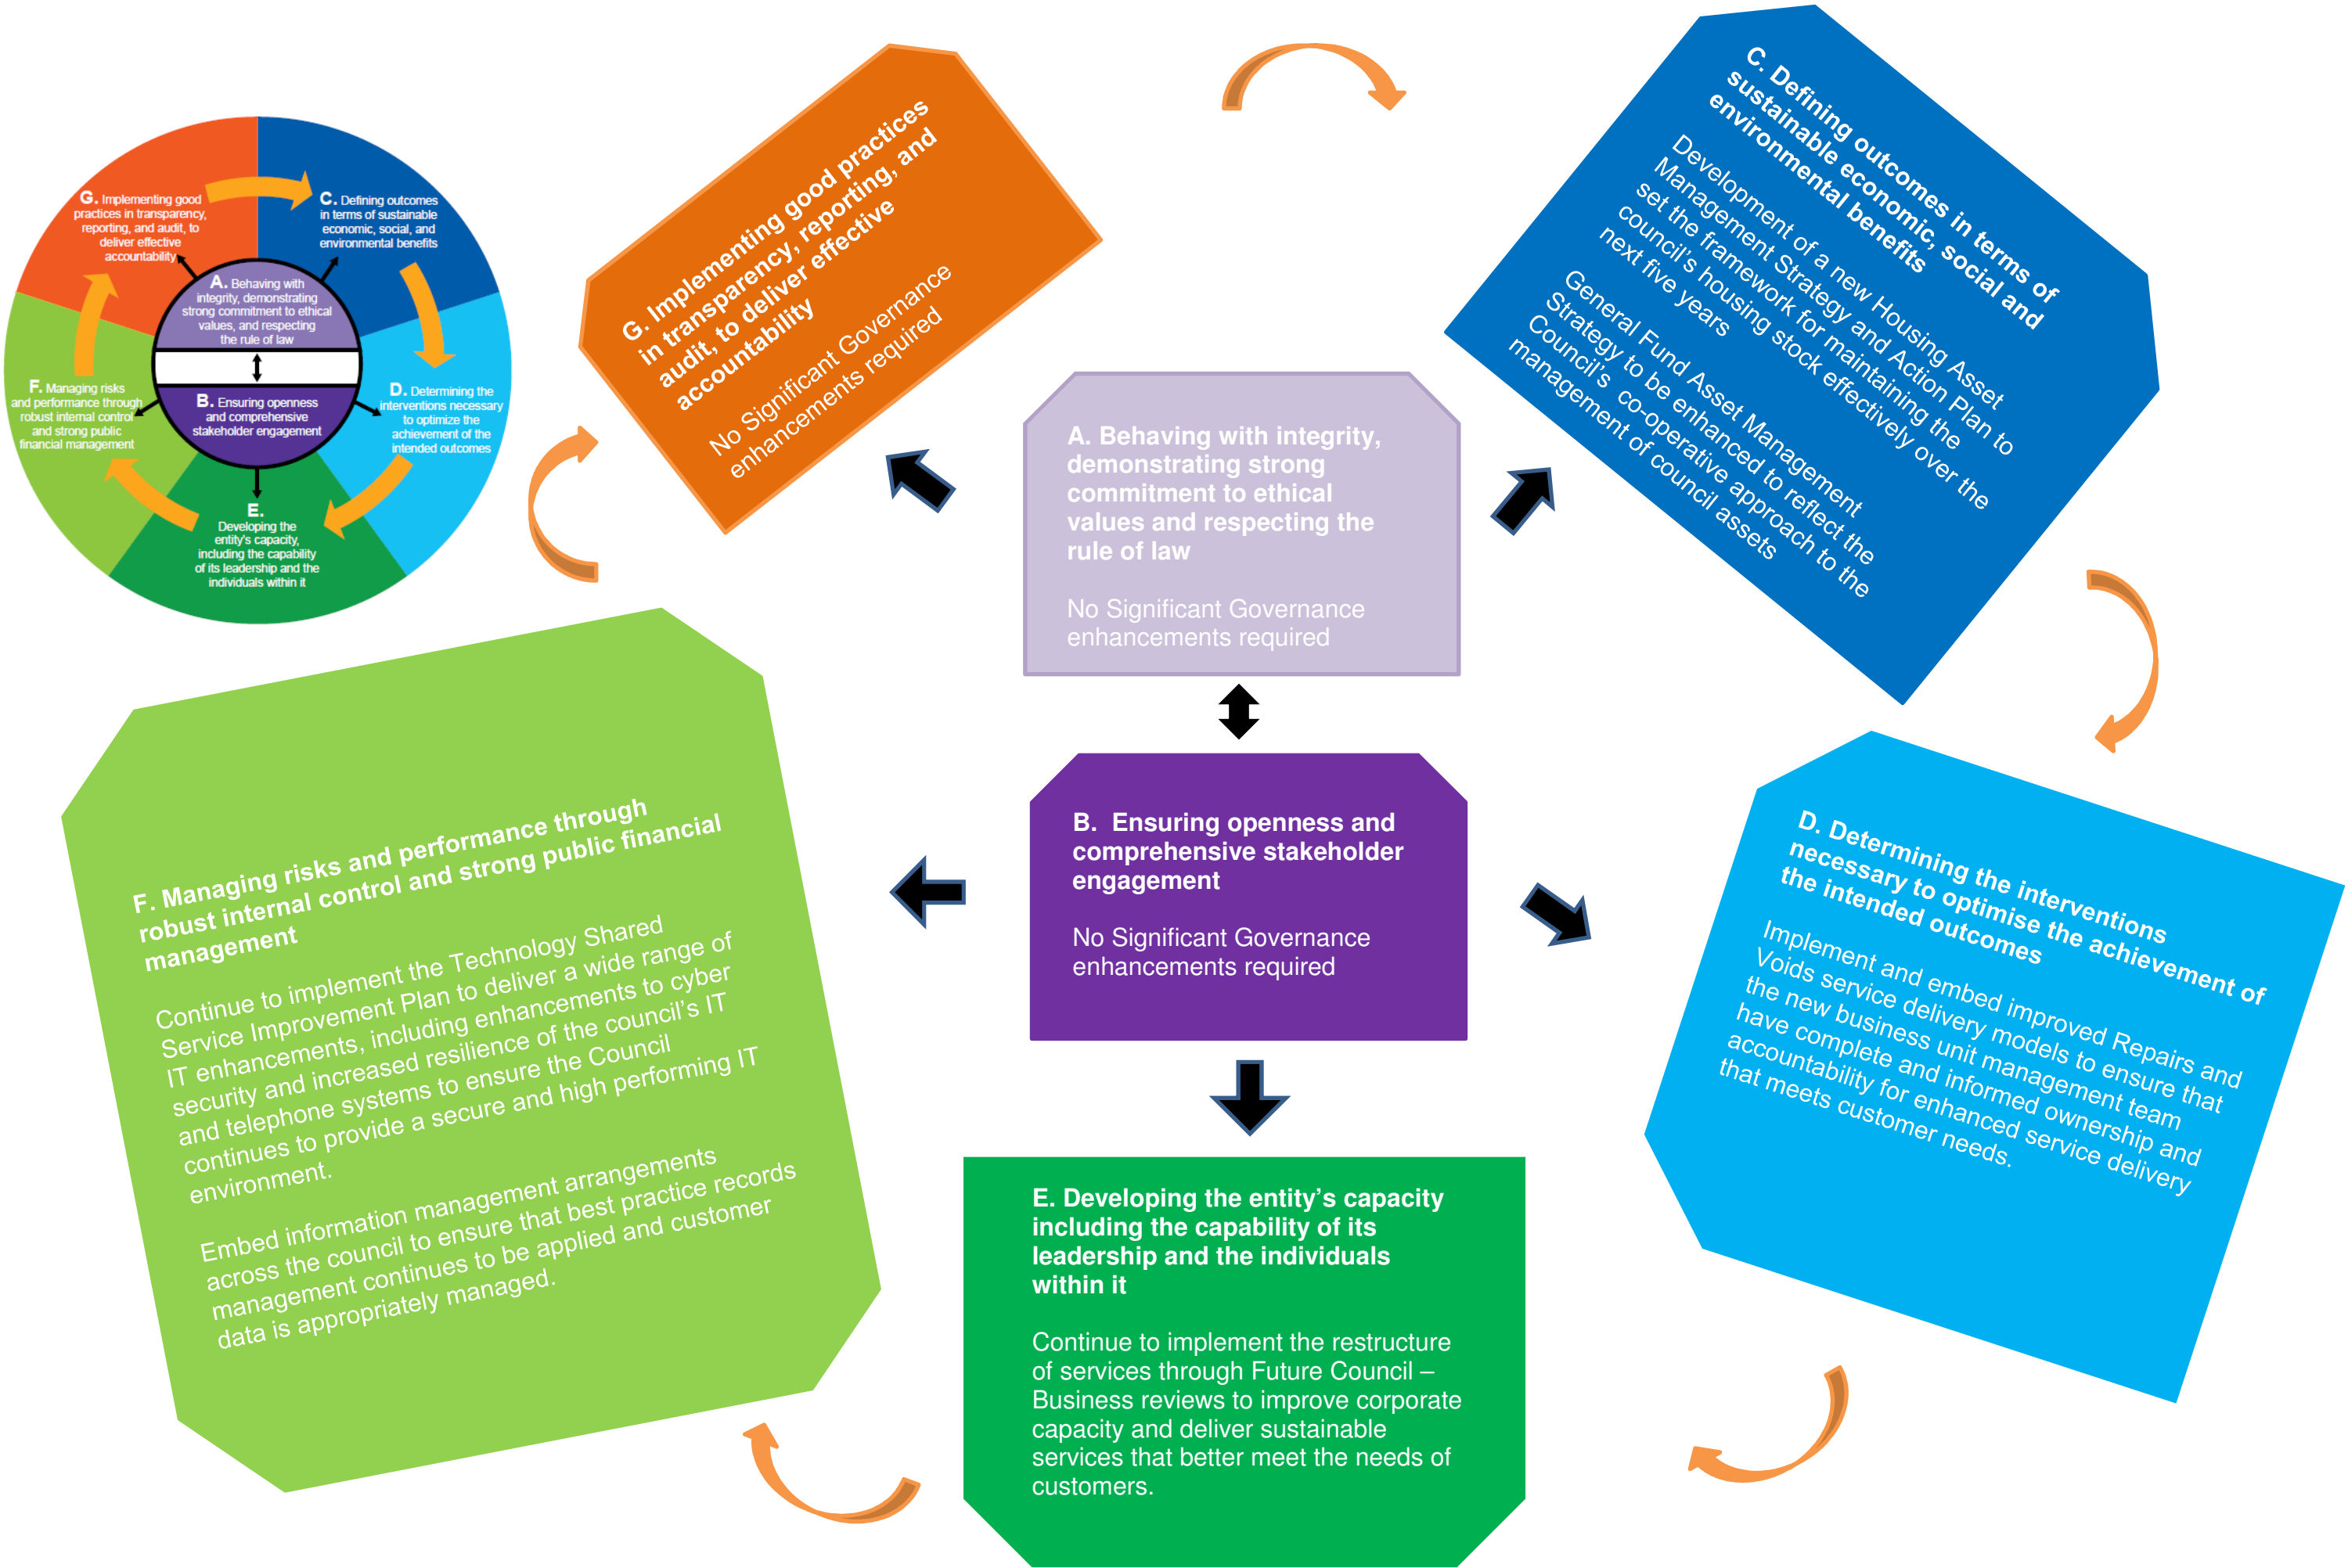 G. Implementing good
practices in transparency,
reporting, and audit, to
deliver effective
accountability
C. Defining outcomes
in terms of sustainable
economic, social, and
environmental benefits
A. Behaving with
integrity, demonstrating
strong commitment to ethical
values, and respecting
the rule of law
F. Managing risks
and performance through
robust internal control
and strong public
financial management
B. Ensuring openness
and comprehensive
stakeholder engagement
D. Determining the
interventions necessary
to optimize the
achievement of the
intended outcomes
E.
Developing the
entity's capacity,
including the capability
of its leadership and the
individuals within it
G. Implementing good practices
in transparency, reporting, and
audit, to deliver effective
accountability
No Significant Governance
enhancements required
C. Defining outcomes in terms of
sustainable economic, social and
environmental benefits
Development of a new Housing Asset
Management Strategy and Action Plan to
set the framework for maintaining the
council's housing stock effectively over the
next five years
General Fund Asset Management
Strategy to be enhanced to reflect the
Council's co-operative approach to the
management of council assets
A. Behaving with integrity,
demonstrating strong
commitment to ethical
values and respecting the
rule of law
No Significant Governance
enhancements required
B. Ensuring openness and
comprehensive stakeholder
engagement
No Significant Governance
enhancements required
D. Determining the interventions
necessary to optimise the achievement of
the intended outcomes
Implement and embed improved Repairs and
Voids service delivery models to ensure that
the new business unit management team
have complete and informed ownership and
accountability for enhanced service delivery
that meets customer needs.
F. Managing risks and performance through
robust internal control and strong public financial
management
Continue to implement the Technology Shared
Service Improvement Plan to deliver a wide range of
IT enhancements, including enhancements to cyber
security and increased resilience of the council's IT
and telephone systems to ensure the Council
continues to provide a secure and high performing IT
environment.
Embed information management arrangements
across the council to ensure that best practice records
management continues to be applied and customer
data is appropriately managed.
E. Developing the entity's capacity
including the capability of its
leadership and the individuals
within it
Continue to implement the restructure
of services through Future Council –
Business reviews to improve corporate
capacity and deliver sustainable
services that better meet the needs of
customers.